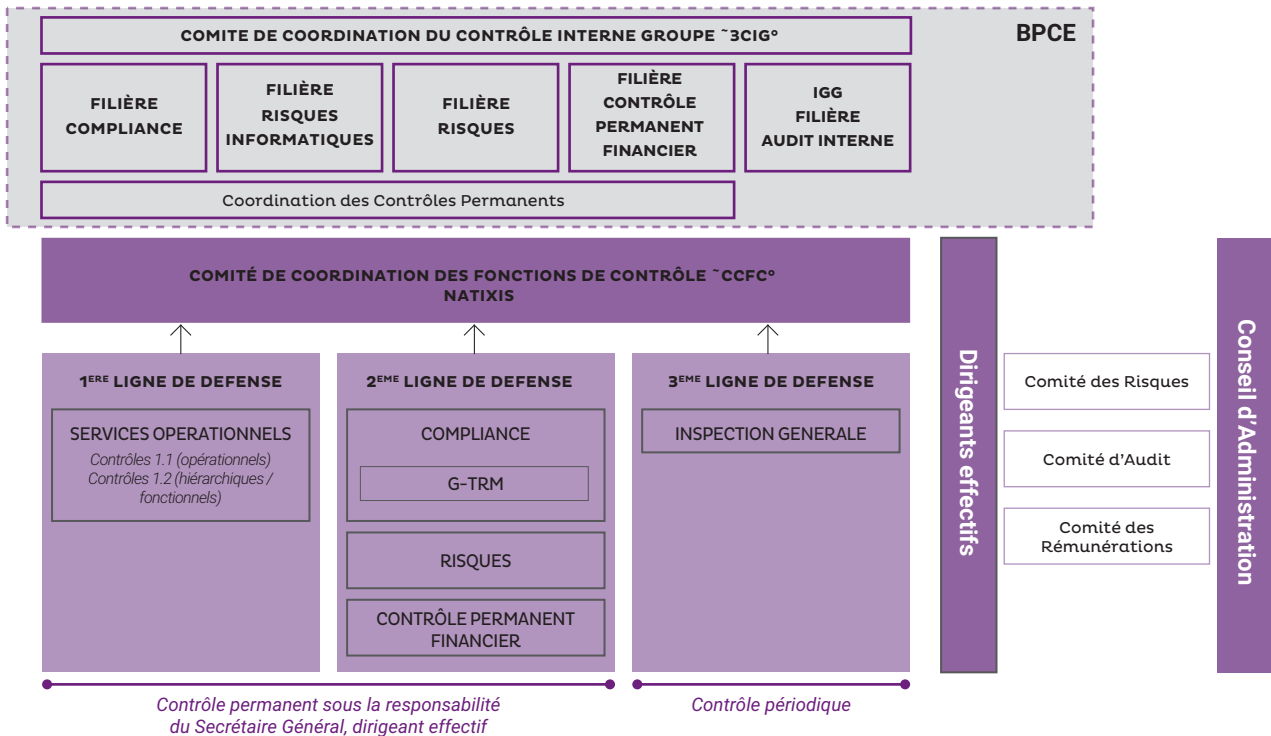 COMITE DE COORDINATION DU CONTRÔLE INTERNE GROUPE ~3CIG°
BPCE
FILIÈRE
COMPLIANCE
FILIÈRE
RISQUES
INFORMATIQUES
FILIÈRE
RISQUES
FILIÈRE
CONTRÔLE
PERMANENT
FINANCIER
IGG
FILIÈRE
AUDIT INTERNE
Coordination des Contrôles Permanents
COMITÉ DE COORDINATION DES FONCTIONS DE CONTRÔLE ~CCFC°
NATIXIS
1ERE LIGNE DE DEFENSE
SERVICES OPERATIONNELS
Contrôles 1.1 (opérationnels)
Contrôles 1.2 (hiérarchiques /
fonctionnels)
2EME LIGNE DE DEFENSE
COMPLIANCE
G-TRM
RISQUES
CONTRÔLE PERMANENT
FINANCIER
3EME LIGNE DE DEFENSE
INSPECTION GENERALE
Dirigeants effectifs
Comité des Risques
Comité d'Audit
Comité des
Rémunérations
Conseil d'Administration
Contrôle permanent sous la responsabilité
du Secrétaire Général, dirigeant effectif
Contrôle périodique